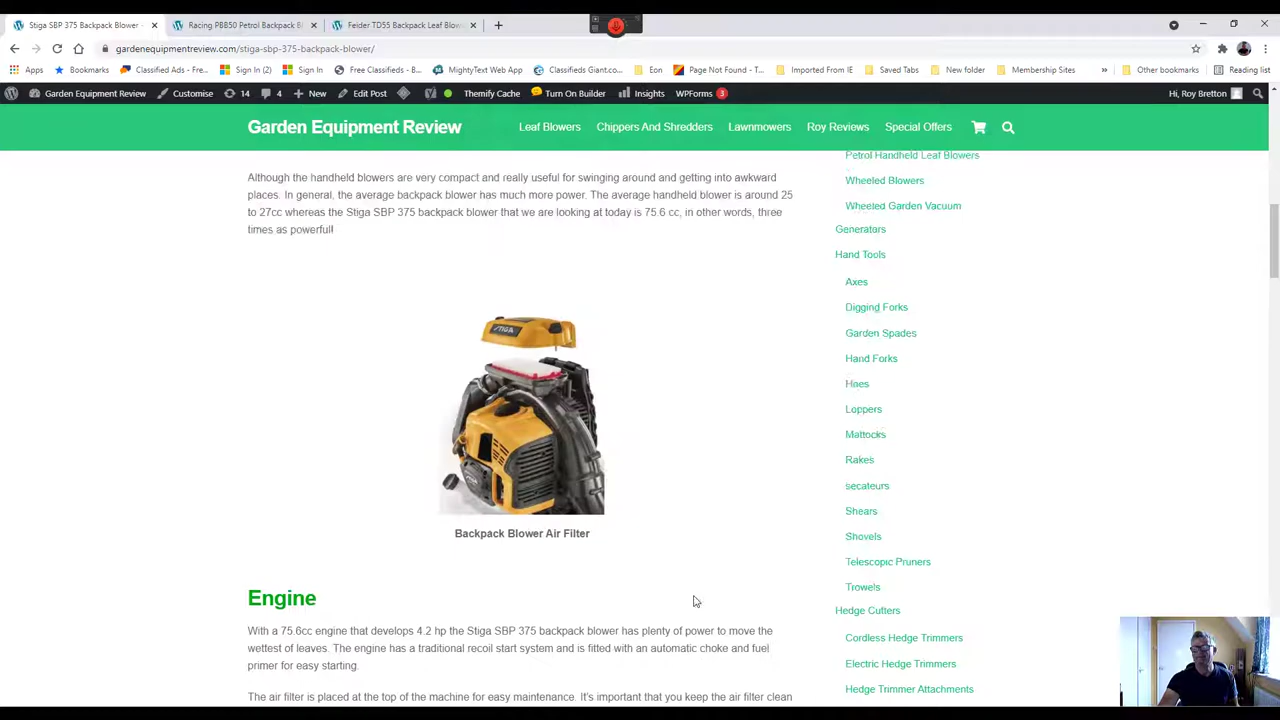 Stiga SBP 375 Backpack Blower -
Racing PBB50 Petrol Backpack Bl
Feider TD55 Backpack Leaf Blow
gardenequipmentreview.com/stiga-sbp-375-backpack-blower/
Apps
Bookmarks
Classified Ads - Fre...
Sign In (2)
Sign In
Free Classifieds - B...
MightyText Web App
Classifieds Giant.co...
Eon
Page Not Found - T...
Imported From IE
Saved Tabs
New folder
Membership Sites
»
Other bookmarks
Reading list
Garden Equipment Review
Customise
14
4
New
Edit Post
Themify Cache
Turn On Builder
Insights
WPForms 3
Hi, Roy Bretton
Garden Equipment Review
Leaf Blowers
Chippers And Shredders
Lawnmowers
Roy Reviews
Special Offers
Although the handheld blowers are very compact and really useful for swinging around and getting into awkward
places. In general, the average backpack blower has much more power. The average handheld blower is around 25
to 27cc whereas the Stiga SBP 375 backpack blower that we are looking at today is 75.6 cc, in other words, three
times as powerful!
STIGA
Backpack Blower Air Filter
Engine
With a 75.6cc engine that develops 4.2 hp the Stiga SBP 375 backpack blower has plenty of power to move the
wettest of leaves. The engine has a traditional recoil start system and is fitted with an automatic choke and fuel
primer for easy starting.
The air filter is placed at the top of the machine for easy maintenance. It's important that you keep the air filter clean
Petrol Handheld Leaf Blowers
Wheeled Blowers
Wheeled Garden Vacuum
Generators
Hand Tools
Axes
Digging Forks
Garden Spades
Hand Forks
Hoes
Loppers
Mattocks
Rakes
secateurs
Shears
Shovels
Telescopic Pruners
Trowels
Hedge Cutters
Cordless Hedge Trimmers
Electric Hedge Trimmers
Hedge Trimmer Attachments